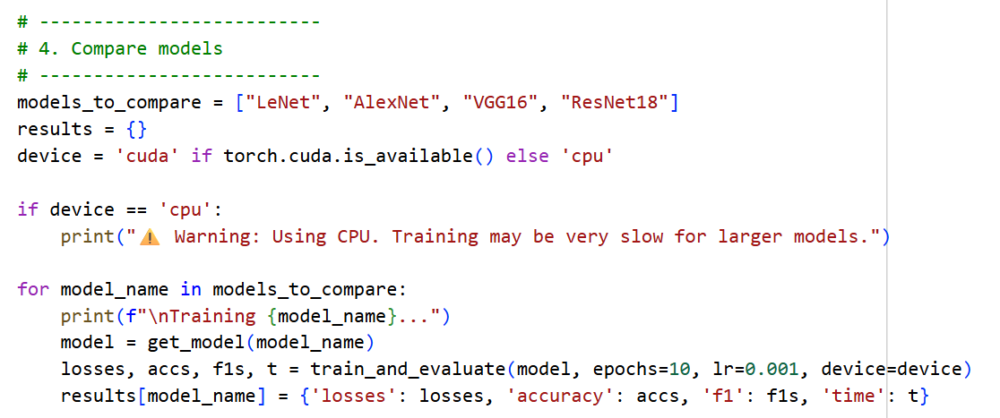 # --------------------------
# 4. Compare models
# --------------------------
models_to_compare = ["LeNet", "AlexNet", "VGG16", "ResNet18"]
results = {}
device = 'cuda' if torch.cuda.is_available() else 'cpu'

if device == 'cpu':
    print("⚠️ Warning: Using CPU. Training may be very slow for larger models.")

for model_name in models_to_compare:
    print(f"\nTraining {model_name}...")
    model = get_model(model_name)
    losses, accs, f1s, t = train_and_evaluate(model, epochs=10, lr=0.001, device=device)
    results[model_name] = {'losses': losses, 'accuracy': accs, 'f1': f1s, 'time': t}